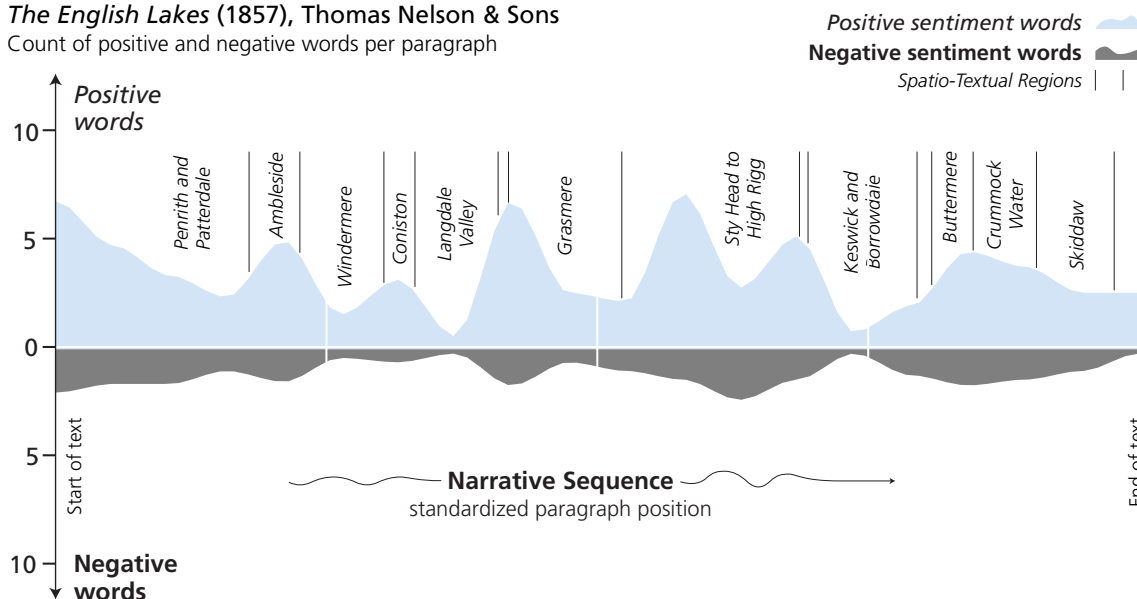 The English Lakes (1857), Thomas Nelson & Sons
Count of positive and negative words per paragraph
Positive sentiment words
Negative sentiment words
Spatio-Textual Regions
Positive
words
10
5
0
5
10
Penrith and
Patterdale
Ambleside
Windermere
Coniston
Langdale
Valley
Grasmere
Sty Head to
High Rigg
Keswick and
Borrowdaie
Buttermere
Crummock
Water
Skiddaw
Start of text
End of text
Narrative Sequence
standardized paragraph position
Negative
words